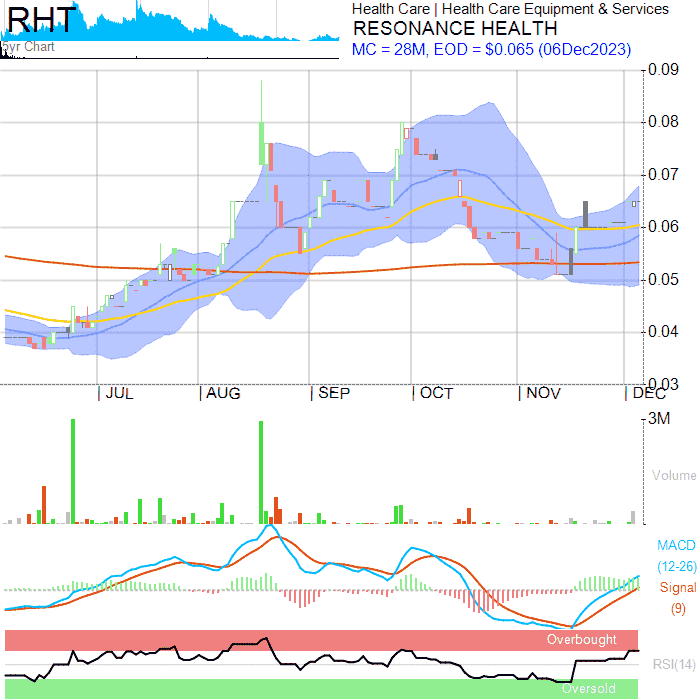 RHT
5yr Chart
Health Care | Health Care Equipment & Services
RESONANCE HEALTH
MC = 28M, EOD = $0.065 (06Dec2023)
0.09
0.08
0.07
0.06
0.05
0.04
0.03
JUL AUG SEP OCT NOV DEC
3M
Volume
MACD
(12-26)
Signal
(9)
Overbought
RSI(14)
Oversold